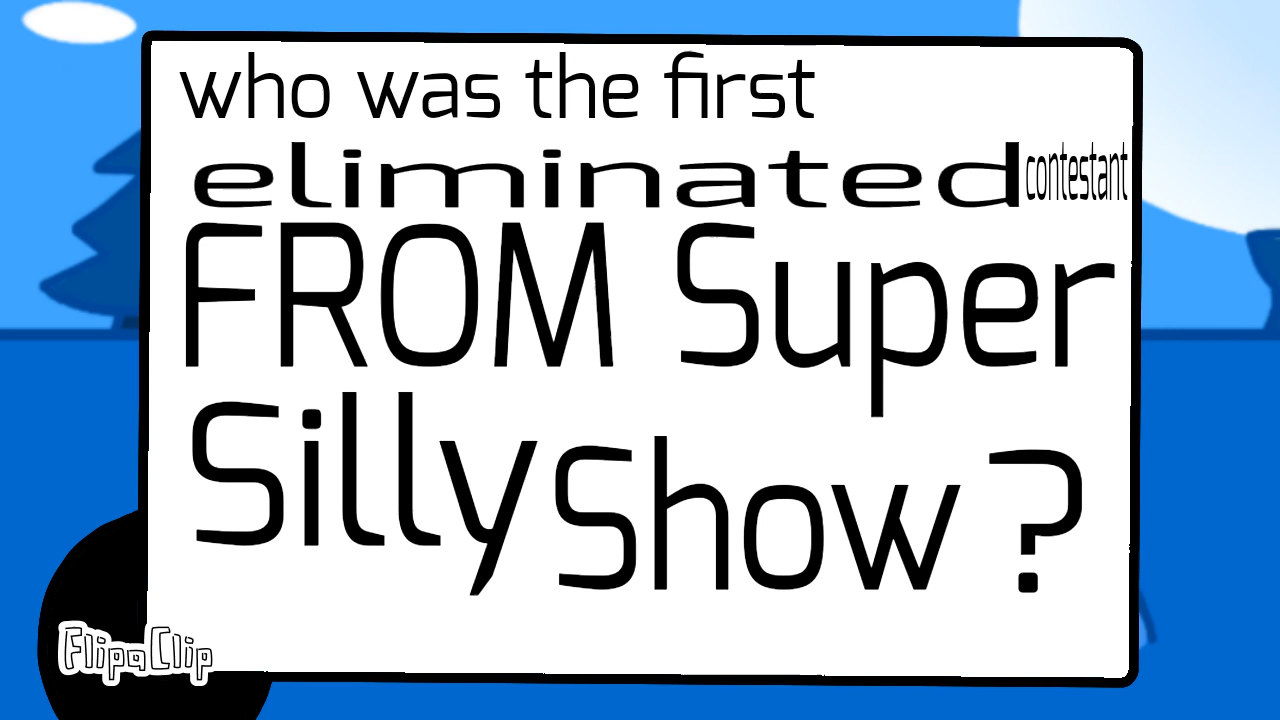 who was the first
eliminated contestant
FROM Super
Silly Show ?
FlipaClip